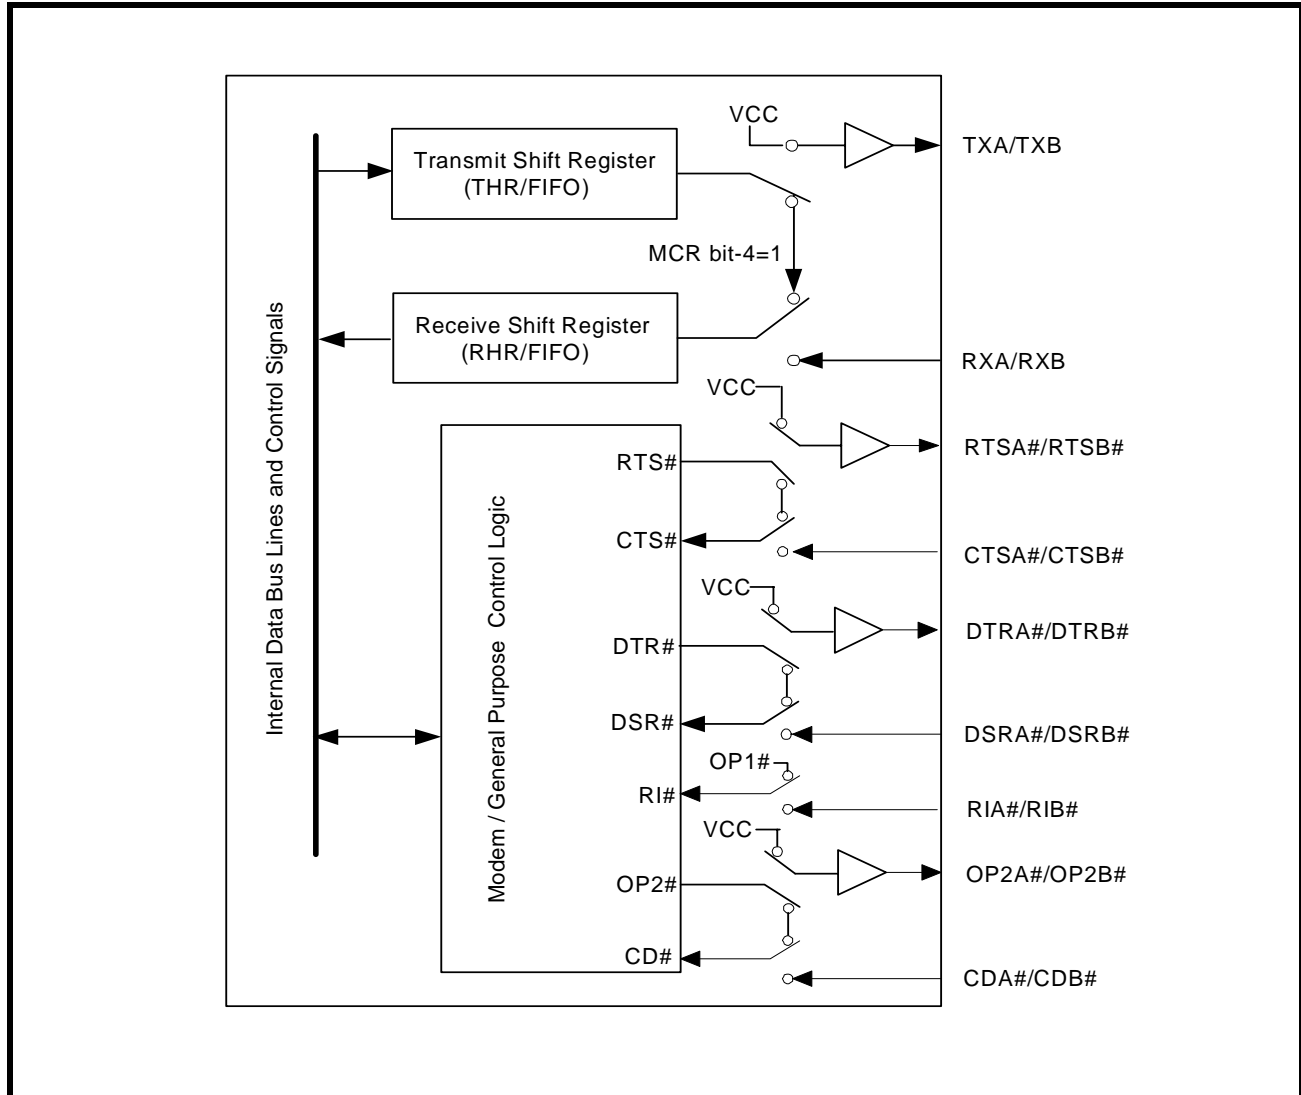 VCC
TXA/TXB
Transmit Shift Register
(THR/FIFO)
MCR bit-4=1
Receive Shift Register
(RHR/FIFO)
RXA/RXB
Internal Data Bus Lines and Control Signals
VCC
RTSA#/RTSB#
Modem / General Purpose Control Logic
RTS#
CTS#
CTSA#/CTSB#
VCC
DTRA#/DTRB#
DTR#
DSR#
DSRA#/DSRB#
OP1#
RI#
RIA#/RIB#
VCC
OP2A#/OP2B#
OP2#
CD#
CDA#/CDB#